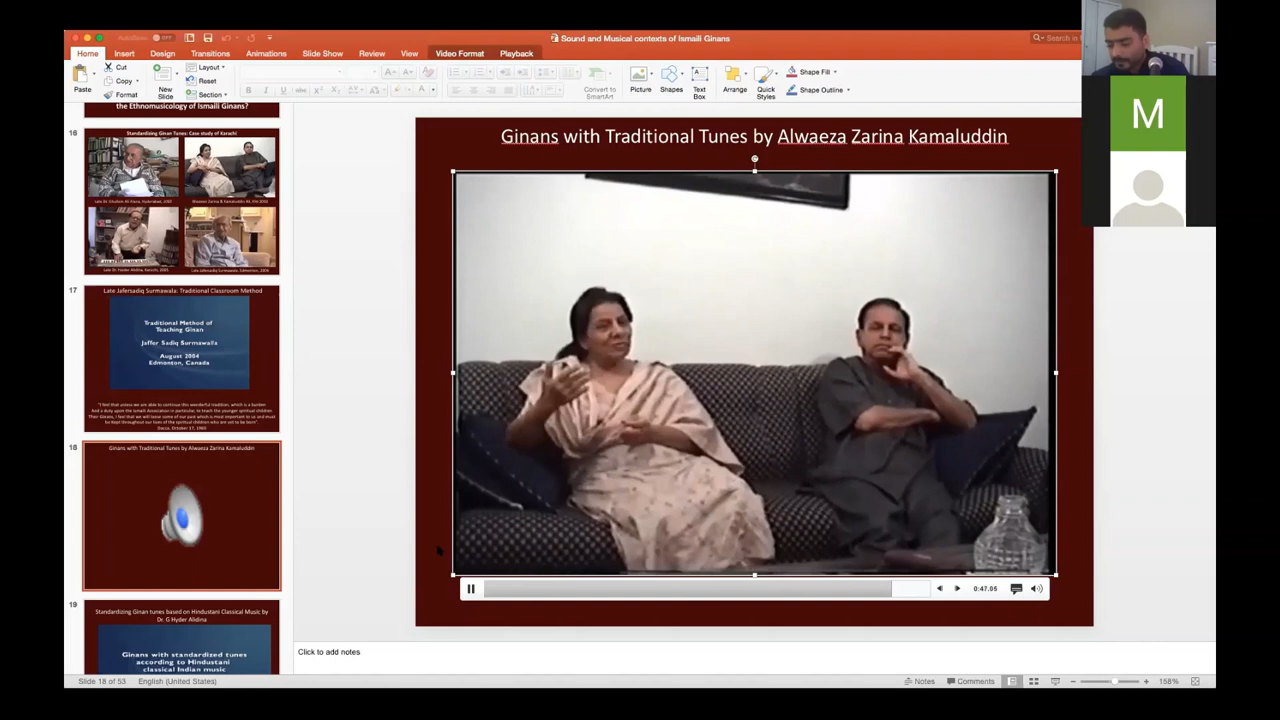 AutoSave OFF
Sound and Musical contexts of Ismaili Ginans
Search in
Home Insert Design Transitions Animations Slide Show Review View Video Format Playback
Paste
Cut
Copy
Format
New
Slide
Layout
Reset
Section
Convert to
SmartArt
Picture
Shapes
Text
Box
Arrange
Quick
Styles
Shape Fill
Shape Outline
M
the Ethnomusicology of Ismaili Ginans?
16
Standardizing Ginan Tunes: Case study of Karachi
17
Late Jafersadiq Surmawala: Traditional Classroom Method
Traditional Method of
Teaching Ginan
Jaffer Sadiq Surmawalla
August 2004
Edmonton, Canada
18
Ginans with Traditional Tunes by Alwaeza Zarina Kamaluddin
19
Standardizing Ginan tunes based on Hindustani Classical Music by
Dr. G Hyder Alidina
Ginans with standardized tunes
according to Hindustani
classical Indian music
Ginans with Traditional Tunes by Alwaeza Zarina Kamaluddin
0:47.05
Click to add notes
Slide 18 of 53 English (United States)
Notes Comments 158%